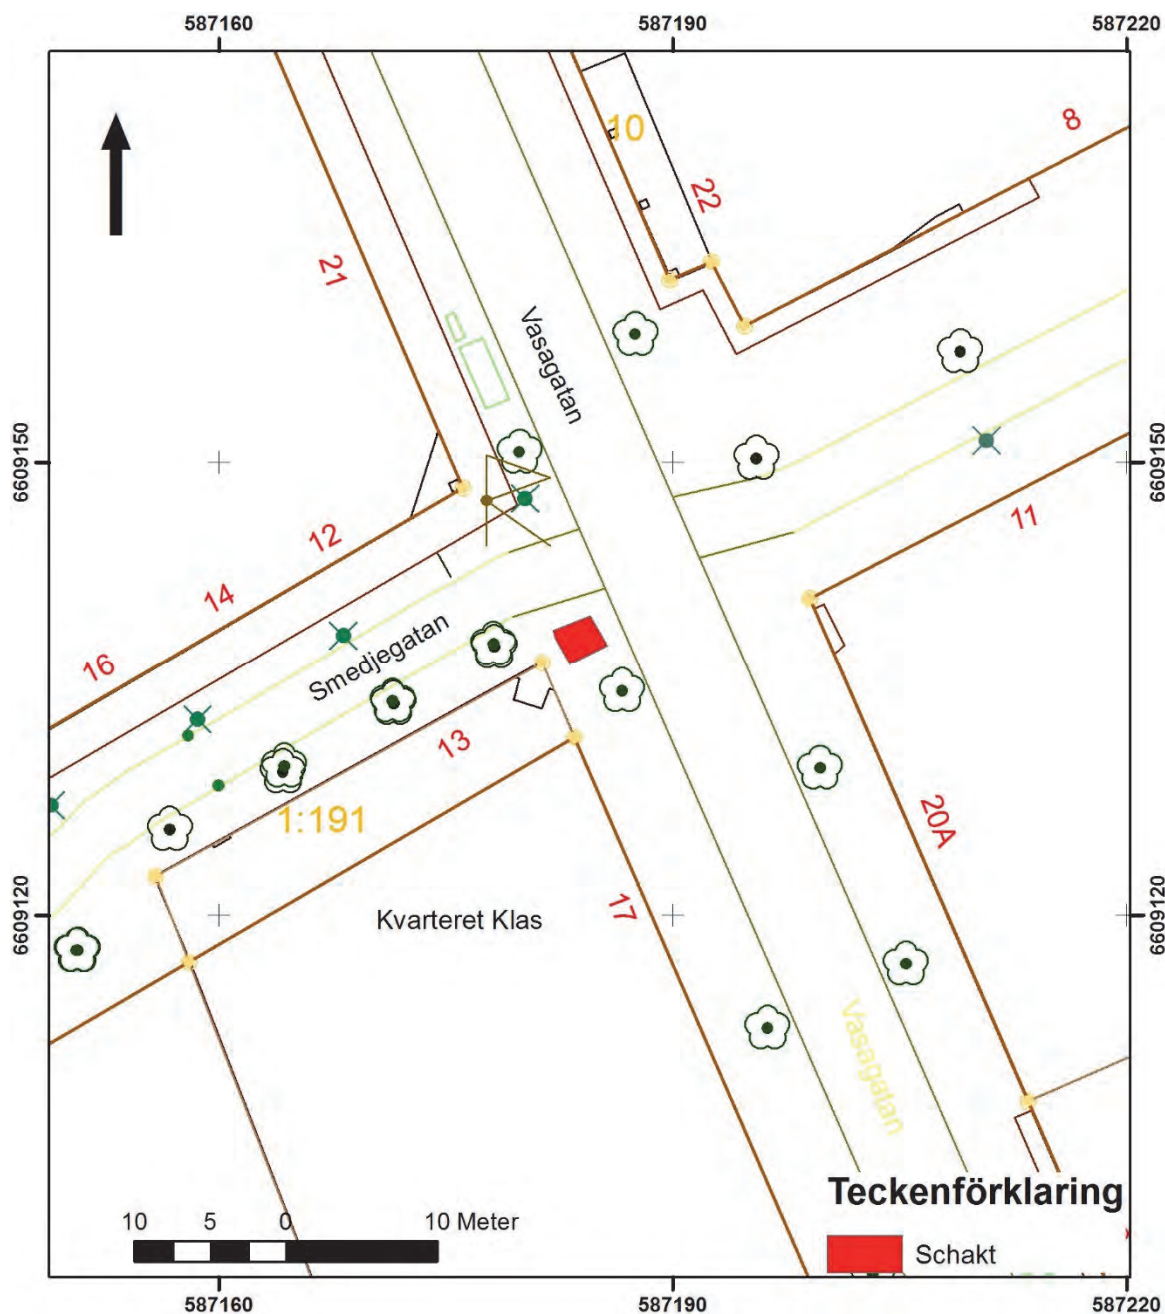 587160
587190
587220
10
8
22
21
Vasagatan
6609150
6609150
12
11
14
16
Smedjegatan
13
1:191
20A
17
6609120
6609120
Kvarteret Klas
Vasagatan
Teckenförklaring
10 5 0 10 Meter
Schakt
587160
587190
587220